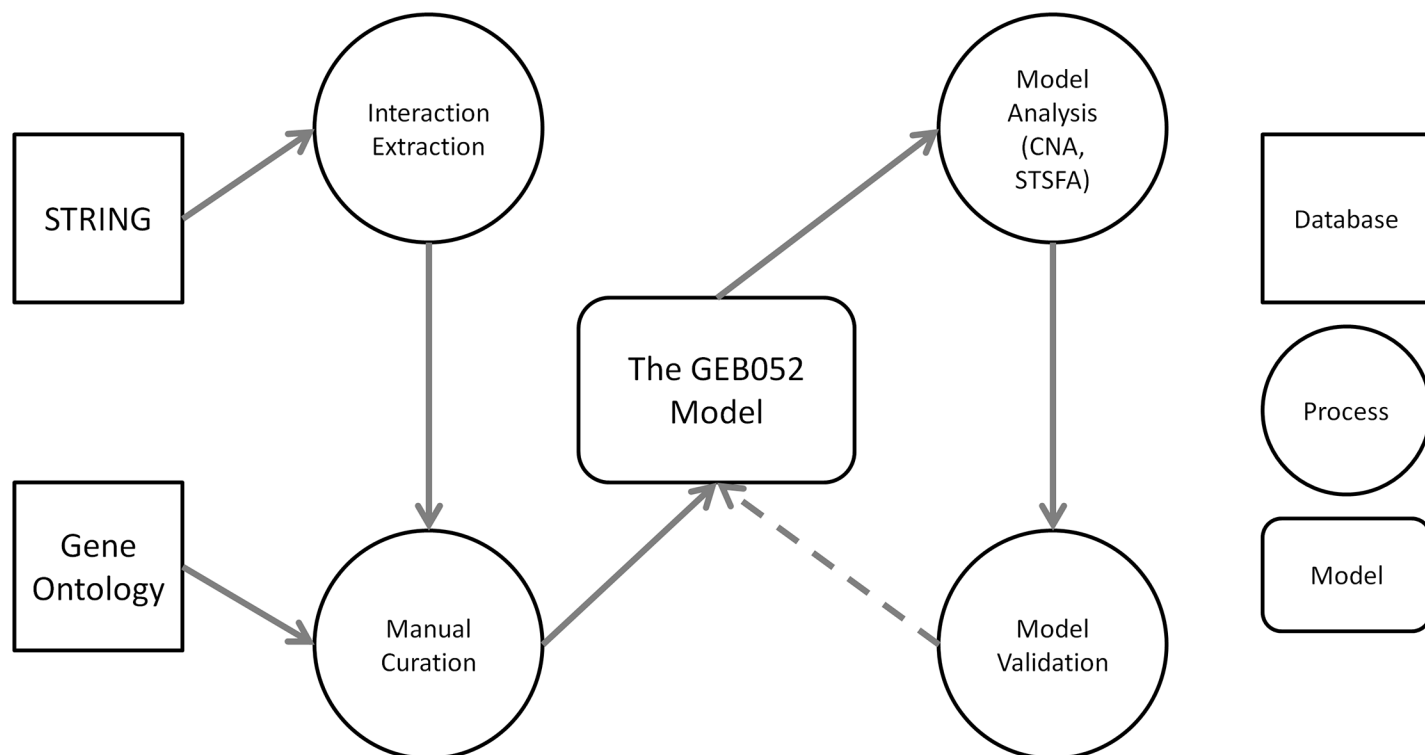 STRING
Interaction
Extraction
Gene
Ontology
Manual
Curation
The GEB052
Model
Model
Analysis
(CNA,
STSFA)
Model
Validation
Database
Process
Model